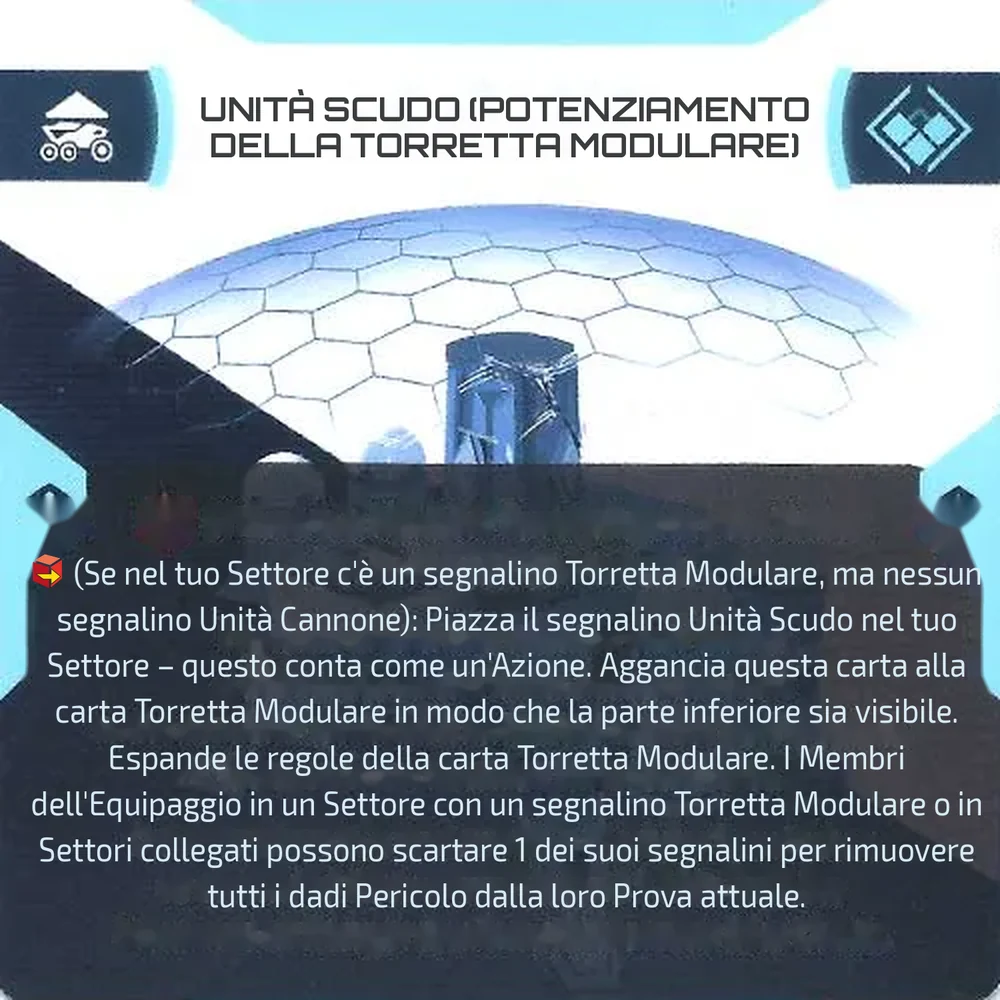 UNITÀ SCUDO (POTENZIAMENTO
DELLA TORRETTA MODULARE)
(Se nel tuo Settore c'è un segnalino Torretta Modulare, ma nessun
segnalino Unità Cannone): Piazza il segnalino Unità Scudo nel tuo
Settore – questo conta come un'Azione. Aggancia questa carta alla
carta Torretta Modulare in modo che la parte inferiore sia visibile.
Espande le regole della carta Torretta Modulare. I Membri
dell'Equipaggio in un Settore con un segnalino Torretta Modulare o in
Settori collegati possono scartare 1 dei suoi segnalini per rimuovere
tutti i dadi Pericolo dalla loro Prova attuale.